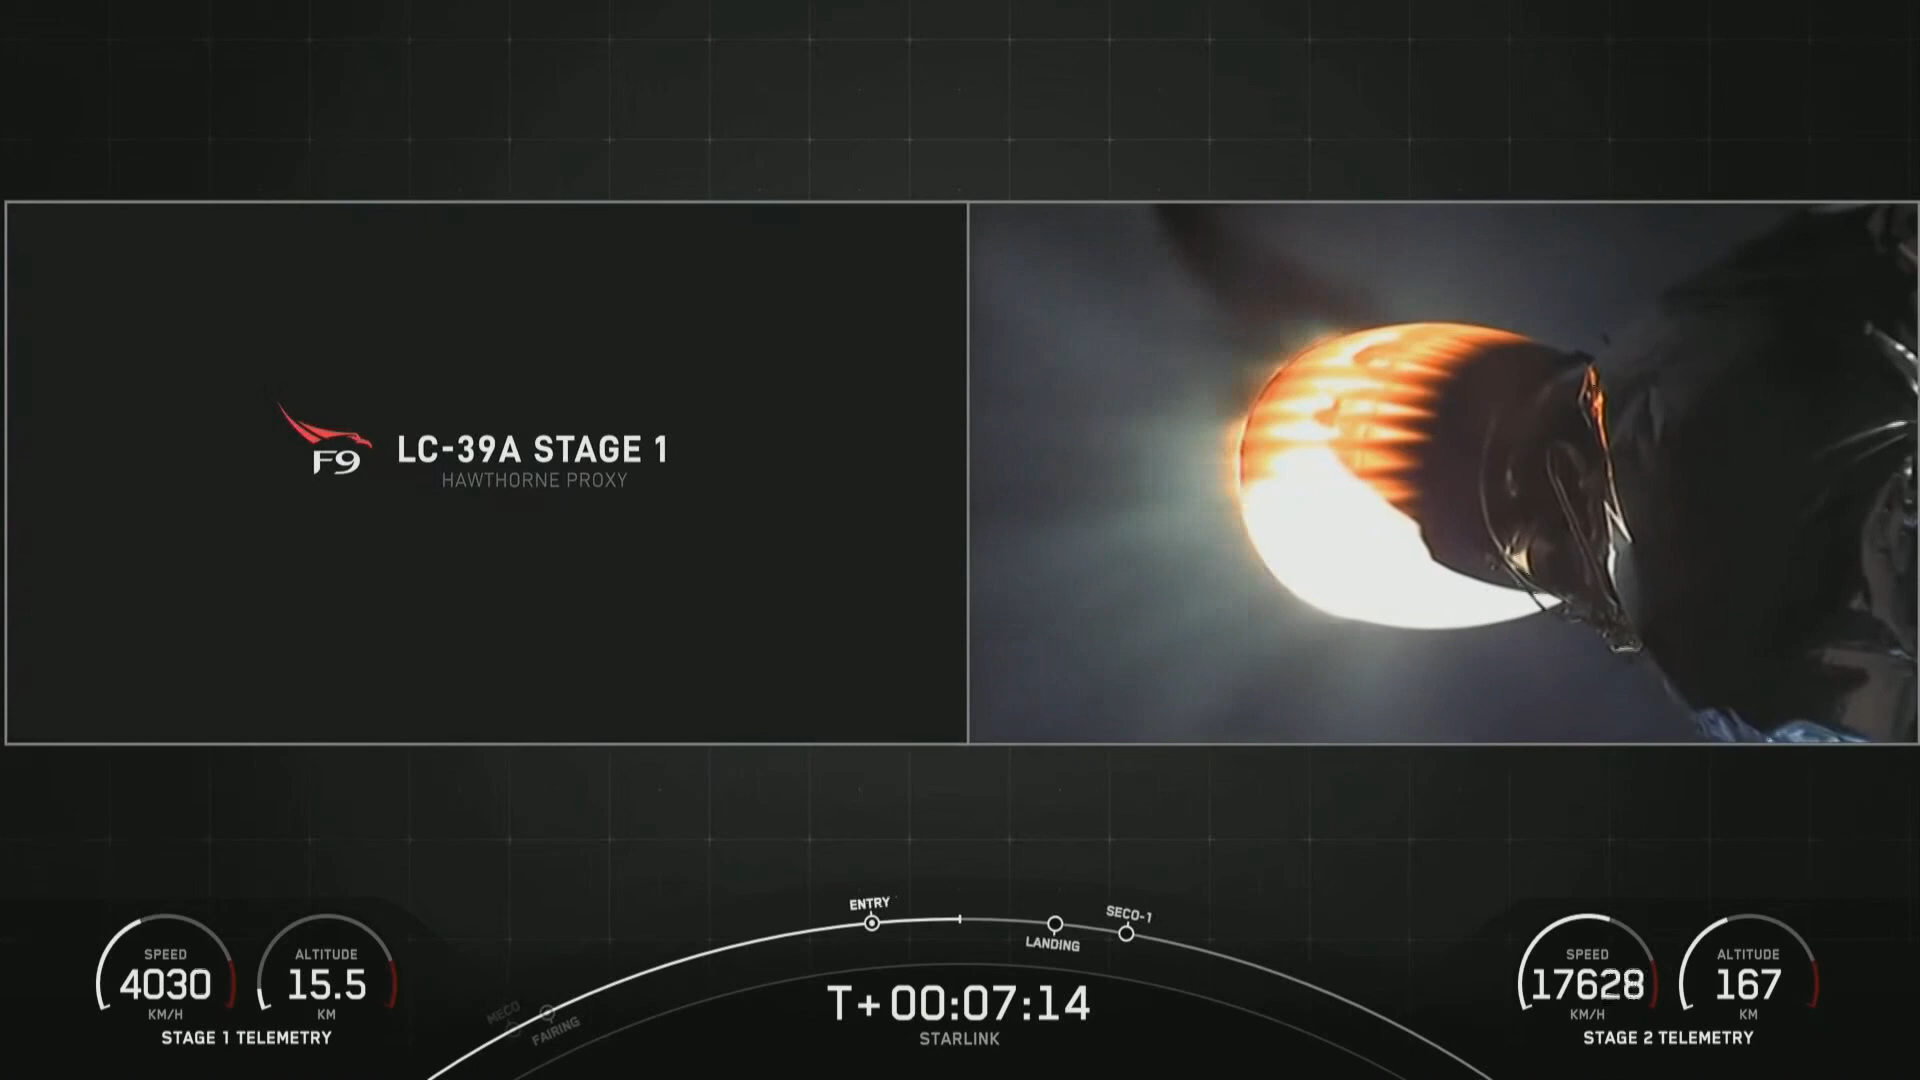 F9
LC-39A STAGE 1
HAWTHORNE PROXY
ENTRY
SECO-1
LANDING
MECO
FAIRING
SPEED
4030
KM/H
ALTITUDE
15.5
KM
STAGE 1 TELEMETRY
T+00:07:14
STARLINK
SPEED
17628
KM/H
ALTITUDE
167
KM
STAGE 2 TELEMETRY